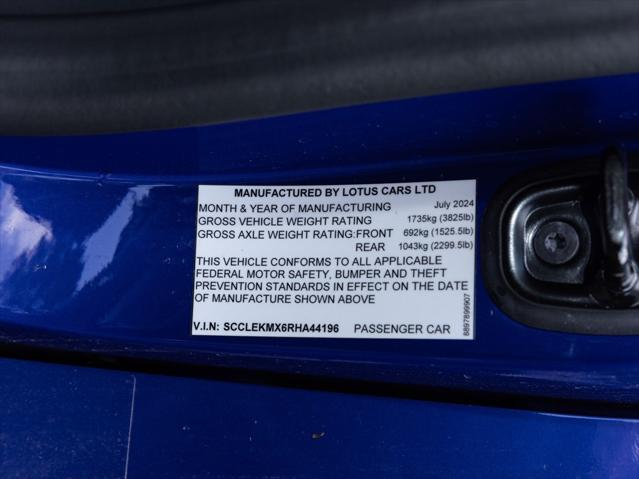 MANUFACTURED BY LOTUS CARS LTD
MONTH & YEAR OF MANUFACTURING July 2024
GROSS VEHICLE WEIGHT RATING 1735kg (3825lb)
GROSS AXLE WEIGHT RATING:FRONT 692kg (1525.5lb)
REAR 1043kg (2299.5lb)
THIS VEHICLE CONFORMS TO ALL APPLICABLE
FEDERAL MOTOR SAFETY, BUMPER AND THEFT
PREVENTION STANDARDS IN EFFECT ON THE DATE
OF MANUFACTURE SHOWN ABOVE
V.I.N: SCCLEKMX6RHA44196 PASSENGER CAR
8897899907